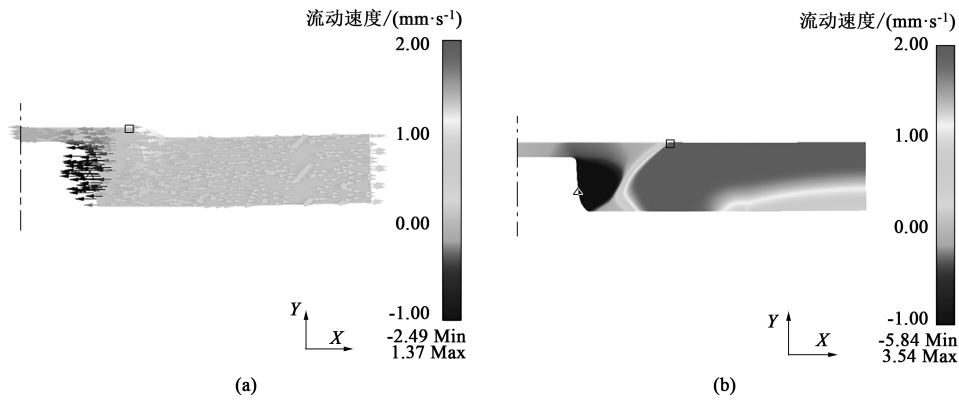 流动速度/(mm·s-1)
2.00
1.00
0.00
-1.00
-2.49 Min
1.37 Max
Y
X
(a)
流动速度/(mm·s-1)
2.00
1.00
0.00
-1.00
-5.84 Min
3.54 Max
Y
X
(b)